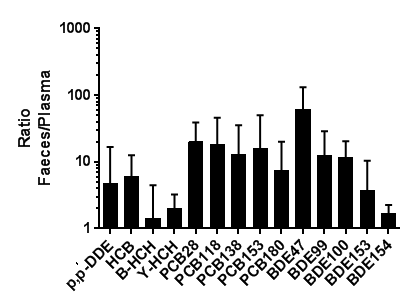 1000
100
10
1
Ratio
Faeces/Plasma
p,p-DDE
HCB
B-HCH
Y-HCH
PCB28
PCB118
PCB138
PCB153
PCB180
BDE47
BDE99
BDE100
BDE153
BDE154